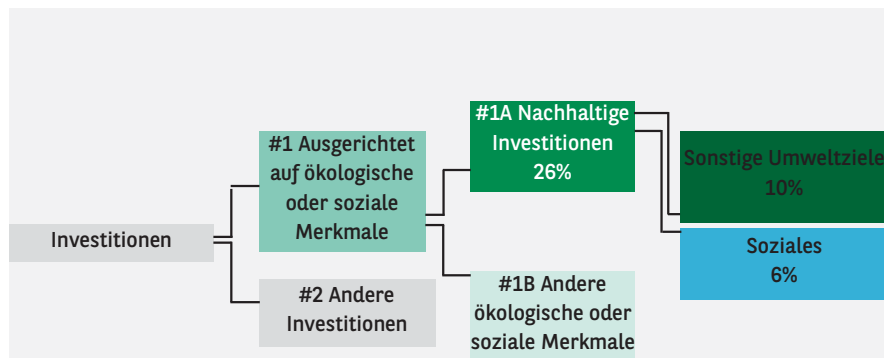 Investitionen
#1 Ausgerichtet
auf ökologische
oder soziale
Merkmale
#2 Andere
Investitionen
#1A Nachhaltige
Investitionen
26%
#1B Andere
ökologische oder
soziale Merkmale
Sonstige Umweltziele
10%
Soziales
6%